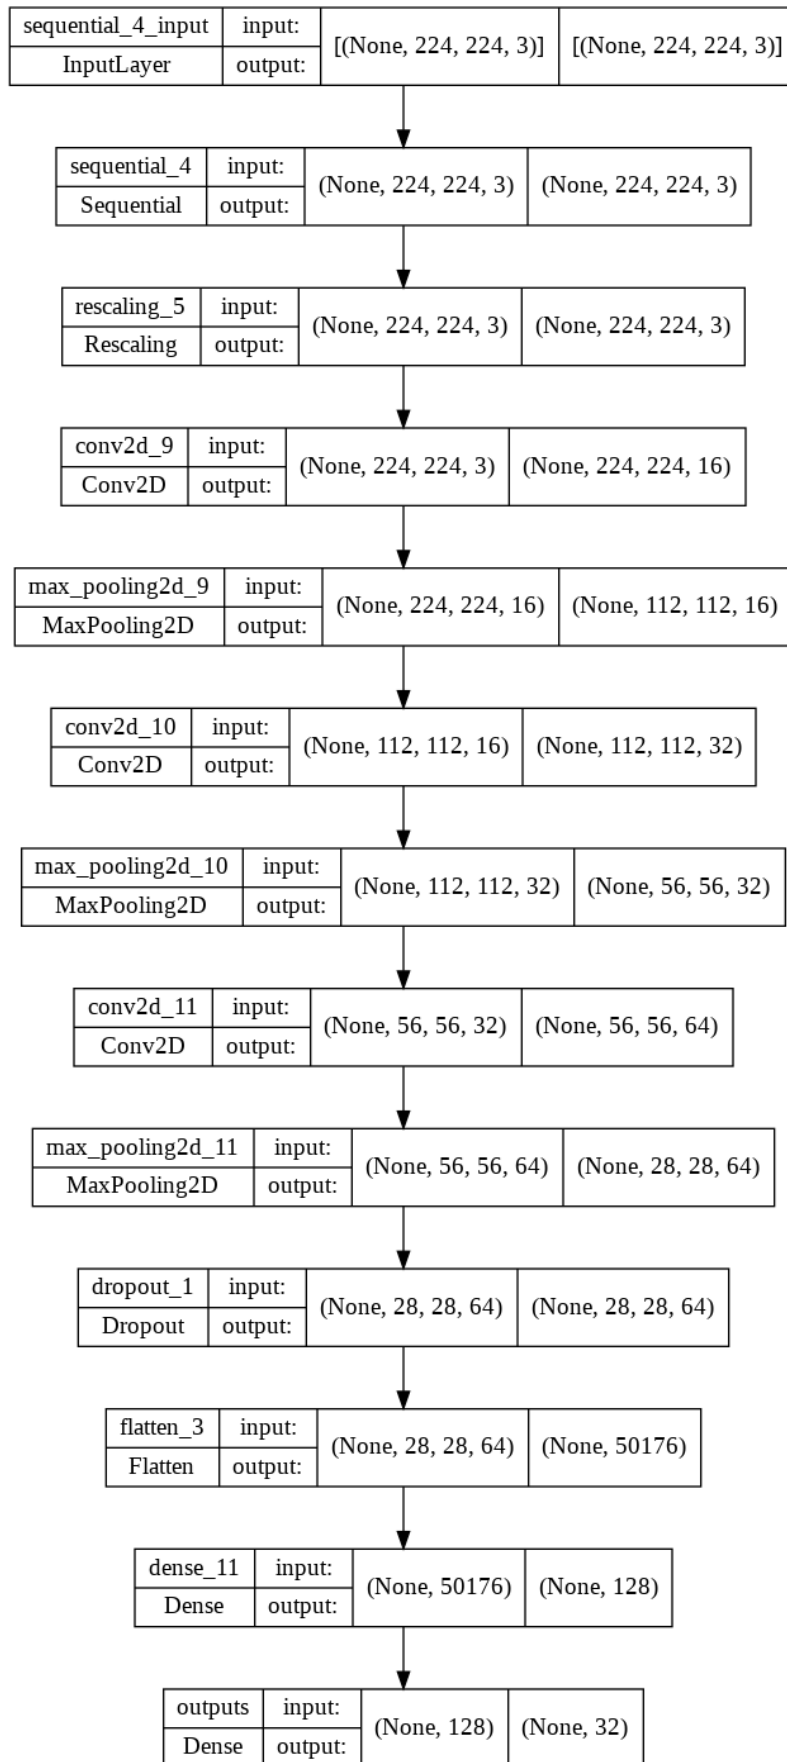 sequential_4_input input: [(None, 224, 224, 3)] [(None, 224, 224, 3)]
InputLayer output:
sequential_4 input: (None, 224, 224, 3) (None, 224, 224, 3)
Sequential output:
rescaling_5 input: (None, 224, 224, 3) (None, 224, 224, 3)
Rescaling output:
conv2d_9 input: (None, 224, 224, 3) (None, 224, 224, 16)
Conv2D output:
max_pooling2d_9 input: (None, 224, 224, 16) (None, 112, 112, 16)
MaxPooling2D output:
conv2d_10 input: (None, 112, 112, 16) (None, 112, 112, 32)
Conv2D output:
max_pooling2d_10 input: (None, 112, 112, 32) (None, 56, 56, 32)
MaxPooling2D output:
conv2d_11 input: (None, 56, 56, 32) (None, 56, 56, 64)
Conv2D output:
max_pooling2d_11 input: (None, 56, 56, 64) (None, 28, 28, 64)
MaxPooling2D output:
dropout_1 input: (None, 28, 28, 64) (None, 28, 28, 64)
Dropout output:
flatten_3 input: (None, 28, 28, 64) (None, 50176)
Flatten output:
dense_11 input: (None, 50176) (None, 128)
Dense output:
outputs input: (None, 128) (None, 32)
Dense output: